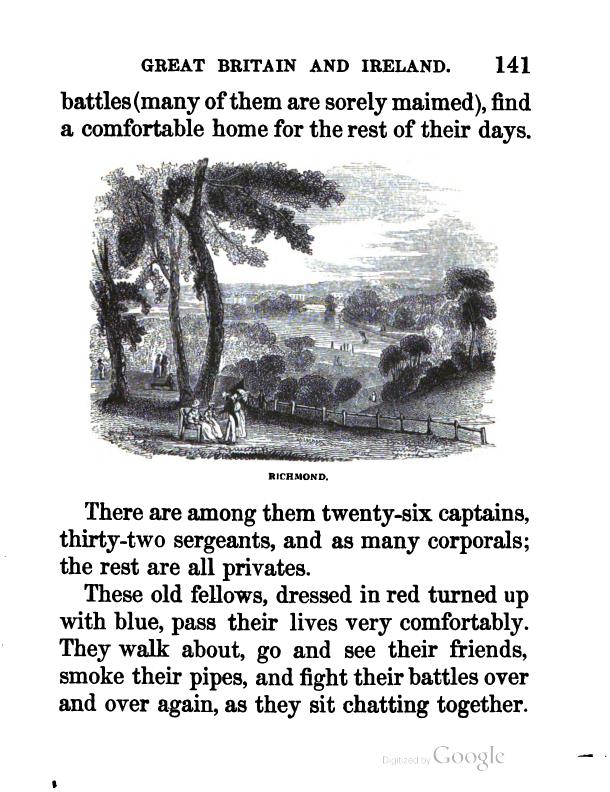 GREAT BRITAIN AND IRELAND. 141
battles (many of them are sorely maimed), find
a comfortable home for the rest of their days.
RICHMOND.
There are among them twenty-six captains,
thirty-two sergeants, and as many corporals;
the rest are all privates.
These old fellows, dressed in red turned up
with blue, pass their lives very comfortably.
They walk about, go and see their friends,
smoke their pipes, and fight their battles over
and over again, as they sit chatting together.
Digitized by Google